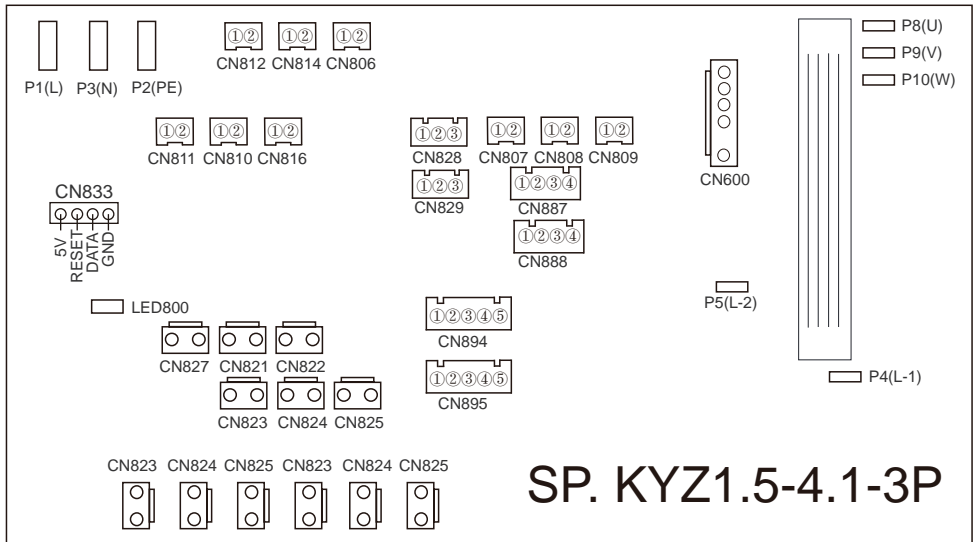 P1(L) P3(N) P2(PE)
①② ①② ①②
CN812 CN814 CN806
P8(U)
P9(V)
P10(W)
①② ①② ①② ①②③ ①② ①② ①②
CN811 CN810 CN816 CN828 CN807 CN808 CN809
CN600
①②③ ①②③④
CN829 CN887
CN833
5V
RESET
DATA
GND
①②③④
CN888
LED800
P5(L-2)
①②③④⑤
CN894
CN827 CN821 CN822
P4(L-1)
①②③④⑤
CN895
CN823 CN824 CN825
CN823 CN824 CN825 CN823 CN824 CN825
SP. KYZ1.5-4.1-3P